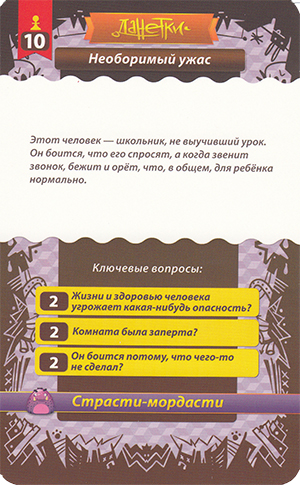 ДаНеТКИ
10
Необоримый ужас
Этот человек — школьник, не выучивший урок.
Он боится, что его спросят, а когда звенит
звонок, бежит и орёт, что, в общем, для ребёнка
нормально.
Ключевые вопросы:
2 Жизни и здоровью человека
угрожает какая-нибудь опасность?
2 Комната была заперта?
2 Он боится потому, что чего-то
не сделал?
Страсти-мордасти